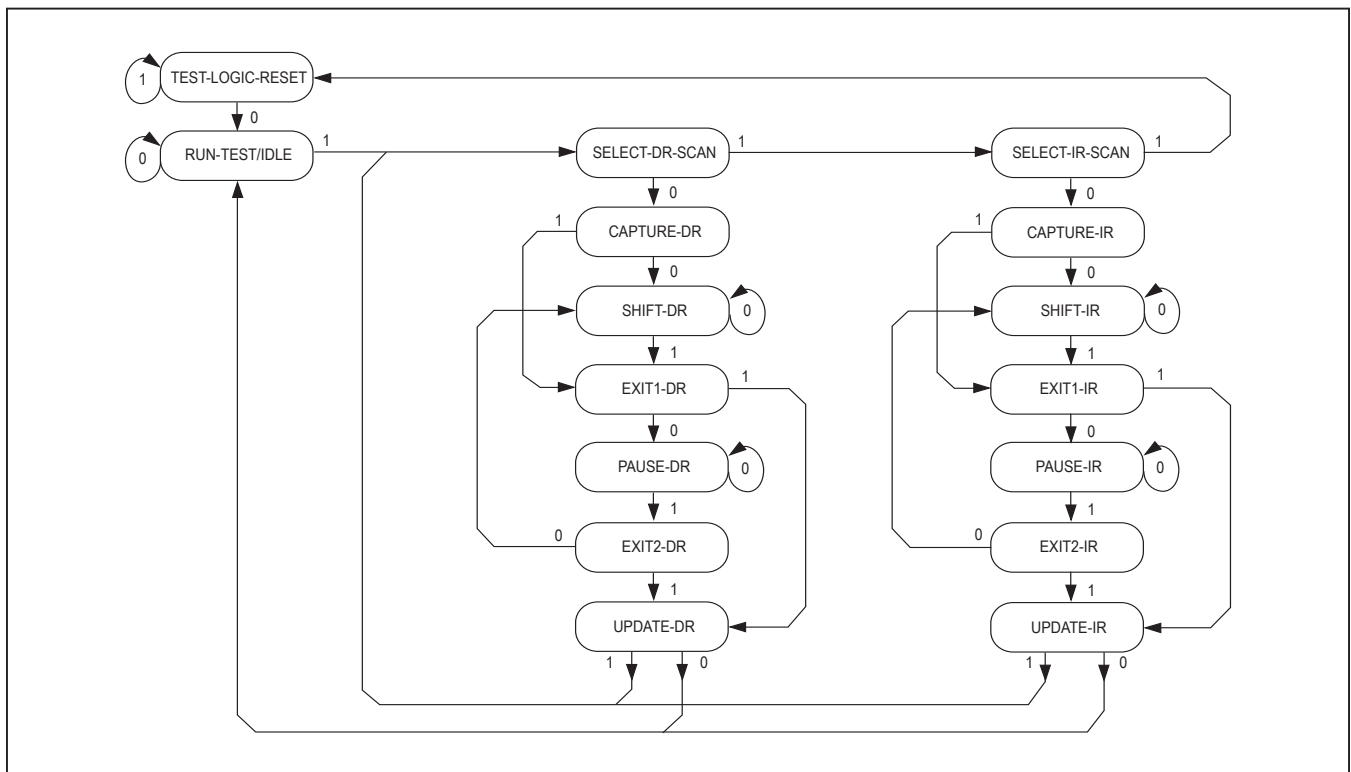 1 TEST-LOGIC-RESET
0
0 RUN-TEST/IDLE 1
SELECT-DR-SCAN 1
SELECT-IR-SCAN 1
0
0
1 CAPTURE-DR
1 CAPTURE-IR
0
0
SHIFT-DR 0
SHIFT-IR 0
1
1
EXIT1-DR 1
EXIT1-IR 1
0
0
PAUSE-DR 0
PAUSE-IR 0
1
1
0 EXIT2-DR
0 EXIT2-IR
1
1
UPDATE-DR
UPDATE-IR
1 0
1 0